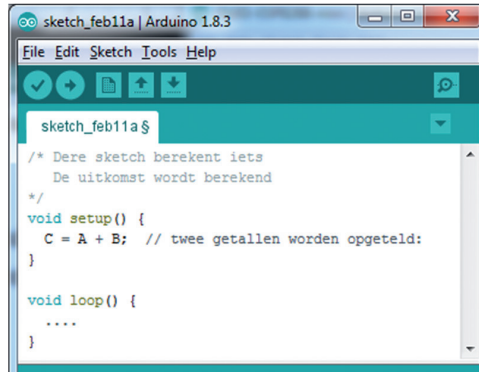 sketch_feb11a | Arduino 1.8.3
File Edit Sketch Tools Help
sketch_feb11a §
/* Dere sketch berekent iets
De uitkomst wordt berekend
*/
void setup() {
C = A + B; // twee getallen worden opgeteld:
}
void loop() {
....
}